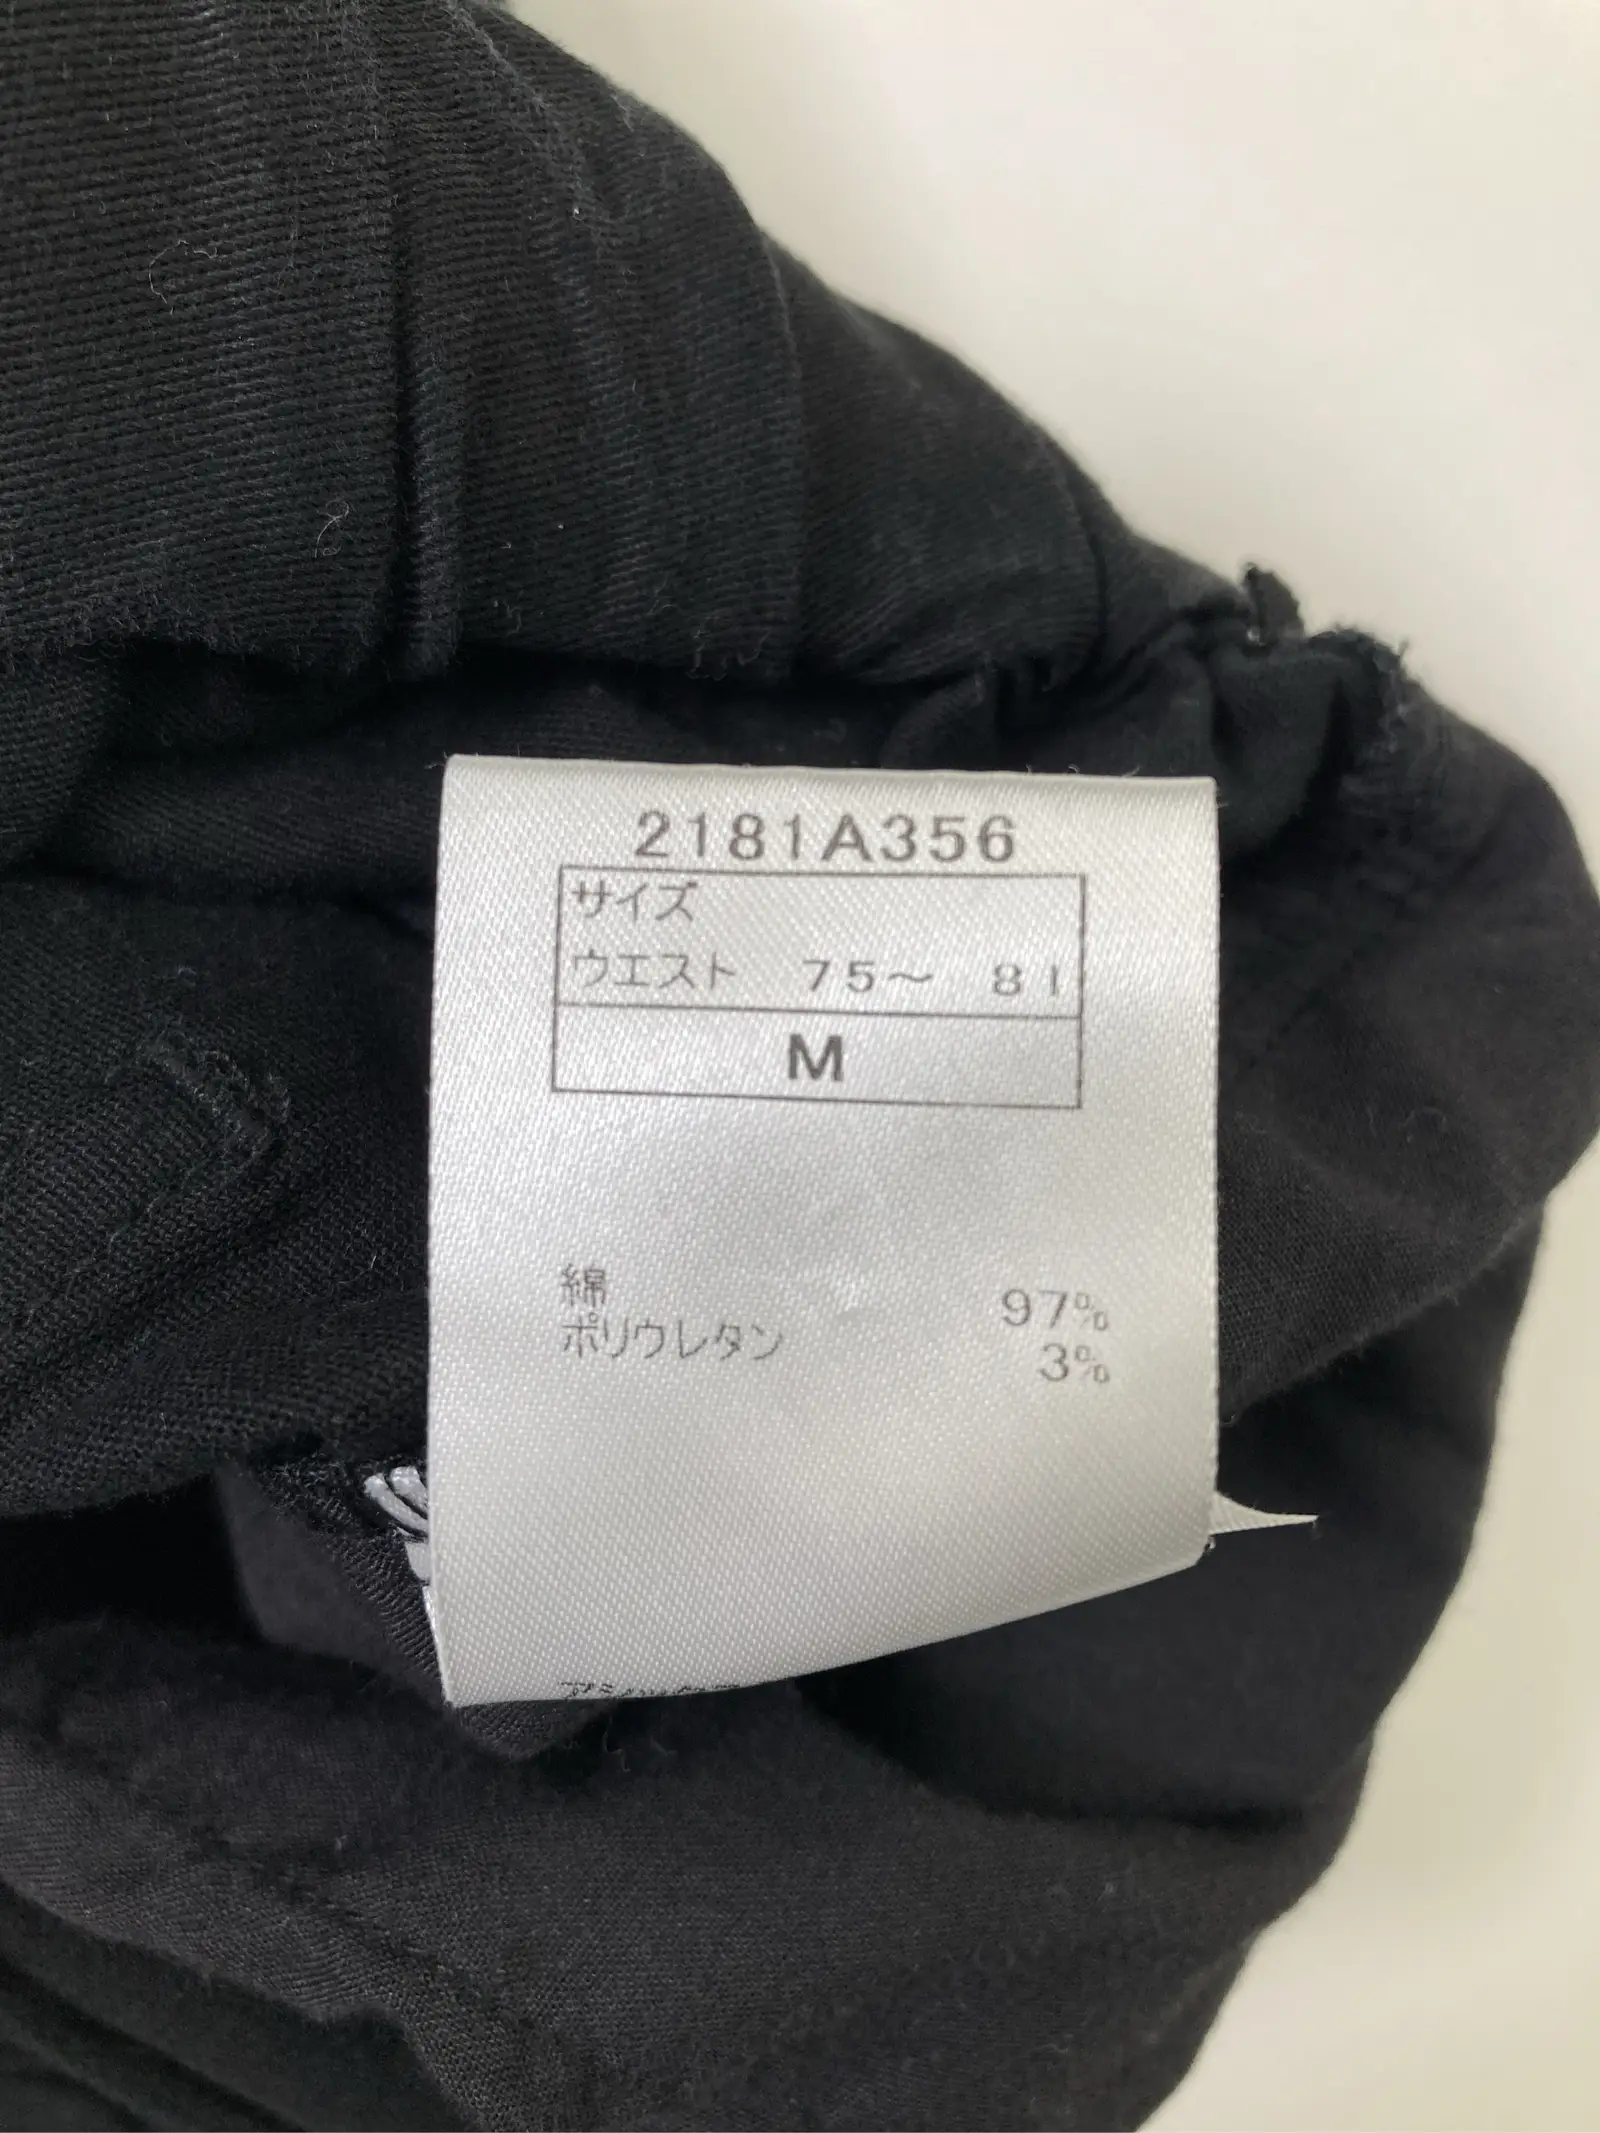 2181A356
サイズ
ウエスト 75～ 81
M
綿 97%
ポリウレタン 3%